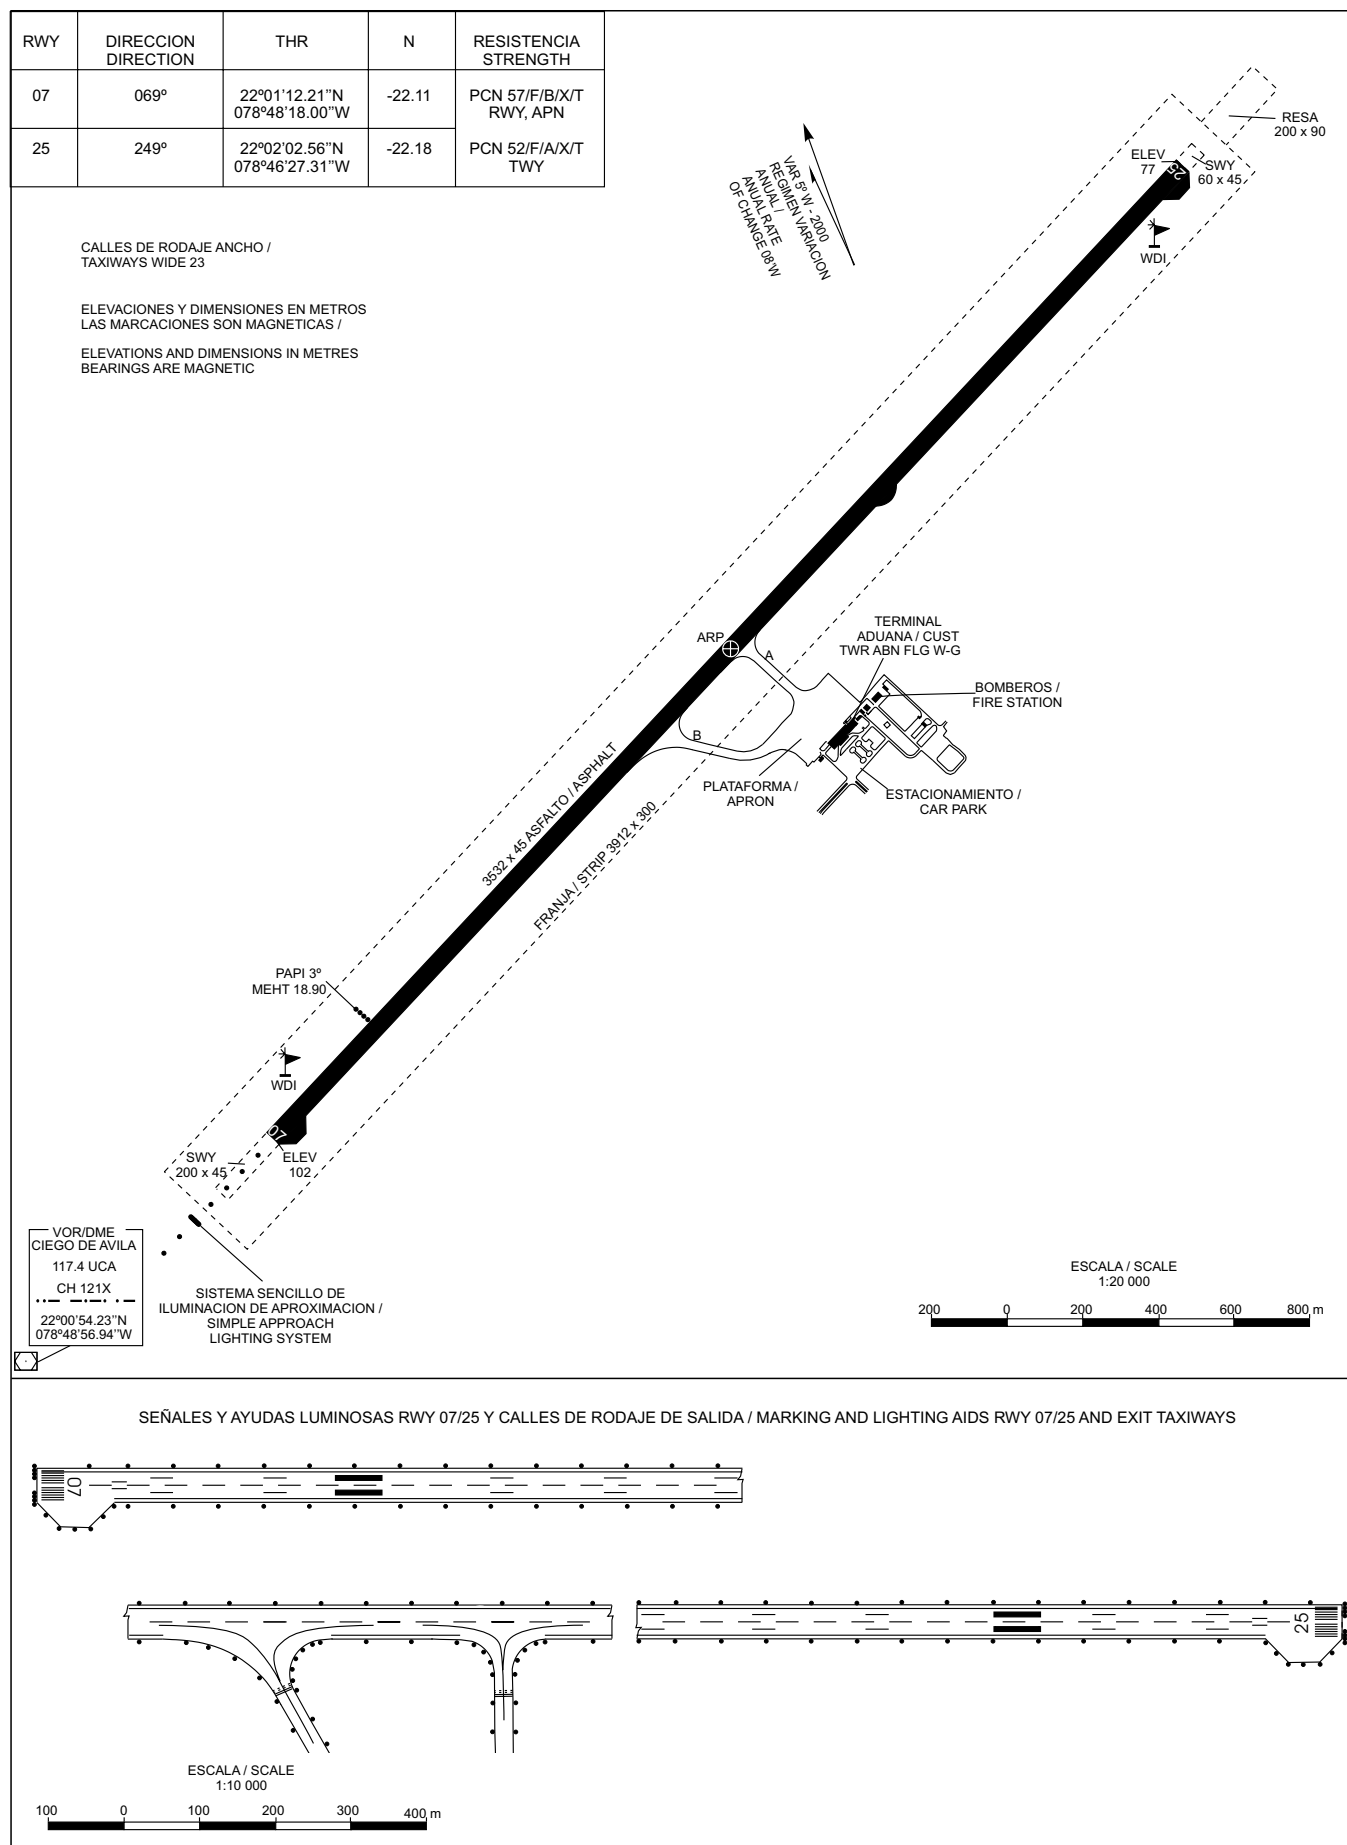 RWY
DIRECCION
DIRECTION
THR
N
RESISTENCIA
STRENGTH
07
069º
22º01'12.21"N
078º48'18.00"W
-22.11
PCN 57/F/B/X/T
RWY, APN
25
249º
22º02'02.56"N
078º46'27.31"W
-22.18
PCN 52/F/A/X/T
TWY
CALLES DE RODAJE ANCHO /
TAXIWAYS WIDE 23
ELEVACIONES Y DIMENSIONES EN METROS
LAS MARCACIONES SON MAGNETICAS /
ELEVATIONS AND DIMENSIONS IN METRES
BEARINGS ARE MAGNETIC
VAR 5º W - 2000
REGIMEN VARIACION
ANUAL /
ANUAL RATE
OF CHANGE 08'W
RESA
200 x 90
ELEV
77
25
SWY
60 x 45
WDI
ARP
A
TERMINAL
ADUANA / CUST
TWR ABN FLG W-G
BOMBEROS /
FIRE STATION
B
PLATAFORMA /
APRON
ESTACIONAMIENTO /
CAR PARK
3532 x 45 ASFALTO / ASPHALT
FRANJA / STRIP 3912 x 300
PAPI 3º
MEHT 18.90
WDI
07
SWY
200 x 45
ELEV
102
VOR/DME
CIEGO DE AVILA
117.4 UCA
CH 121X
22º00'54.23"N
078º48'56.94"W
SISTEMA SENCILLO DE
ILUMINACION DE APROXIMACION /
SIMPLE APPROACH
LIGHTING SYSTEM
ESCALA / SCALE
1:20 000
200 0 200 400 600 800 m
SEÑALES Y AYUDAS LUMINOSAS RWY 07/25 Y CALLES DE RODAJE DE SALIDA / MARKING AND LIGHTING AIDS RWY 07/25 AND EXIT TAXIWAYS
07
25
ESCALA / SCALE
1:10 000
100 0 100 200 300 400 m